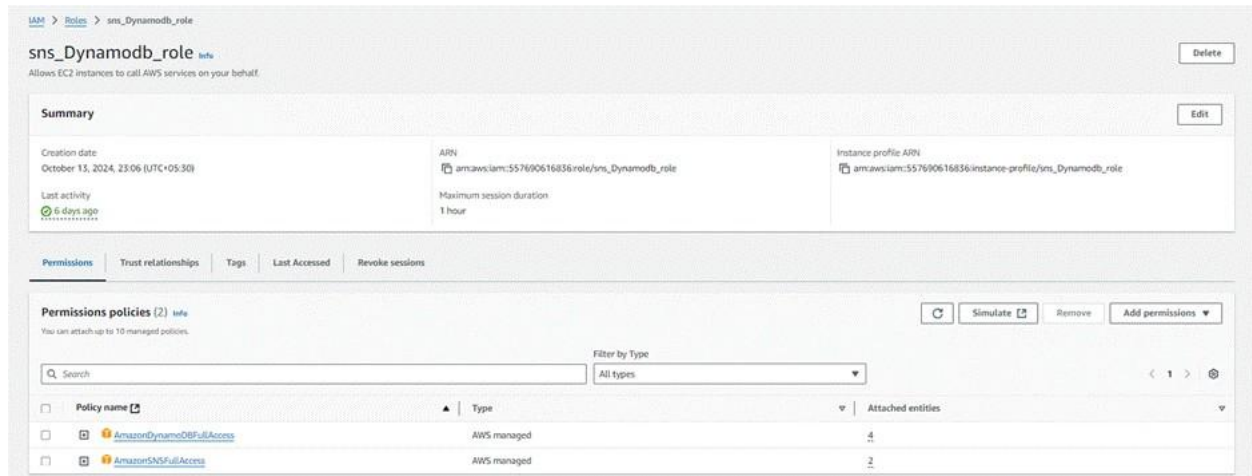 IAM > Roles > sns_Dynamodb_role
sns_Dynamodb_role Info
Delete
Allows EC2 instances to call AWS services on your behalf.
Summary
Edit
Creation date
October 13, 2024, 23:06 (UTC+05:30)
ARN
arn:aws:iam::557690616836:role/sns_Dynamodb_role
Instance profile ARN
arn:aws:iam::557690616836:instance-profile/sns_Dynamodb_role
Last activity
6 days ago
Maximum session duration
1 hour
Permissions Trust relationships Tags Last Accessed Revoke sessions
Permissions policies (2) Info
Simulate Remove Add permissions
You can attach up to 10 managed policies.
Filter by Type
Search
All types
1
Policy name Type Attached entities
AmazonDynamoDBFullAccess AWS managed 4
AmazonSNSFullAccess AWS managed 2